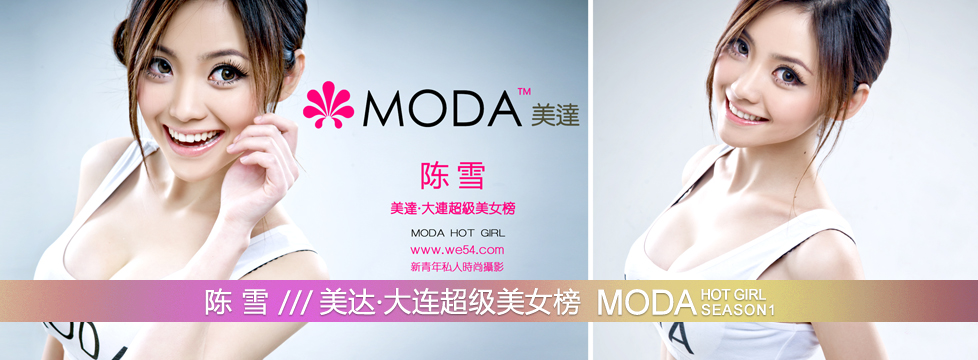 MODA™ 美達
陈 雪
美達·大連超級美女榜
MODA HOT GIRL
www.we54.com
新青年私人時尚攝影
陈 雪 /// 美达·大连超级美女榜 MODA HOT GIRL
SEASON1